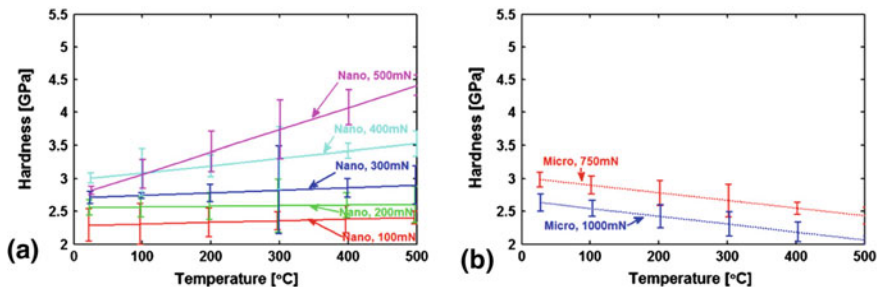 5.5
5
4.5
4
3.5
3
2.5
2
Hardness [GPa]
Nano, 500mN
Nano, 400mN
Nano, 300mN
Nano, 200mN
Nano, 100mN
0 100 200 300 400 500
Temperature [°C]
(a)
5.5
5
4.5
4
3.5
3
2.5
2
Hardness [GPa]
Micro, 750mN
Micro, 1000mN
0 100 200 300 400 500
Temperature [°C]
(b)